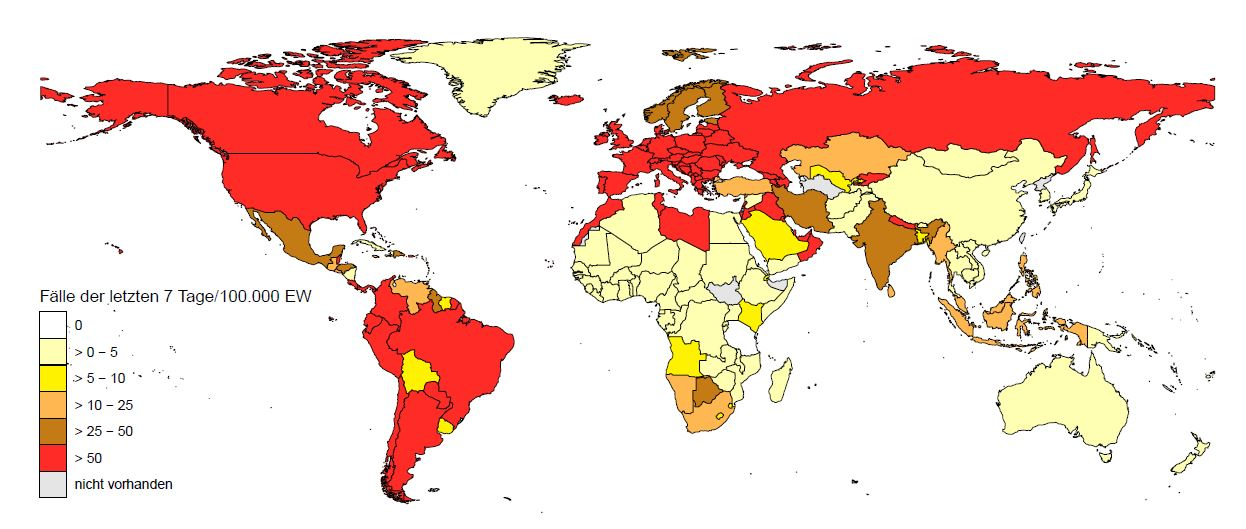 Fälle der letzten 7 Tage/100.000 EW
0
> 0 – 5
> 5 – 10
> 10 – 25
> 25 – 50
> 50
nicht vorhanden